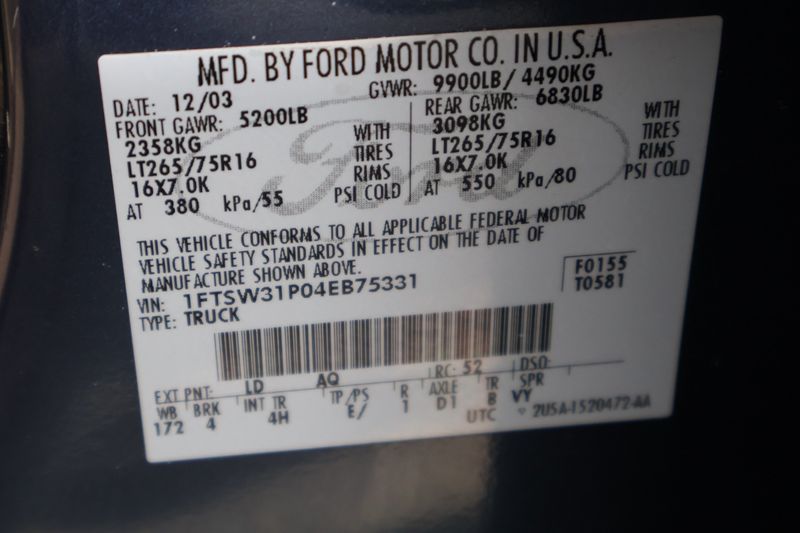 MFD. BY FORD MOTOR CO. IN U.S.A.
DATE: 12/03 GVWR: 9900LB/ 4490KG
FRONT GAWR: 5200LB REAR GAWR: 6830LB
2358KG WITH 3098KG WITH
LT265/75R16 TIRES LT265/75R16 TIRES
16X7.0K RIMS 16X7.0K RIMS
AT 380 kPa/55 PSI COLD AT 550 kPa/80 PSI COLD
Ford
THIS VEHICLE CONFORMS TO ALL APPLICABLE FEDERAL MOTOR
VEHICLE SAFETY STANDARDS IN EFFECT ON THE DATE OF
MANUFACTURE SHOWN ABOVE.
VIN: 1FTSW31P04EB75331 F0155
TYPE: TRUCK T0581
EXT PNT: LD AQ RC: 52 DSO:
WB BRK INT TR TP/PS R AXLE TR SPR
172 4 4H E/ 1 D1 B VY
UTC 2USA-1520472-AA